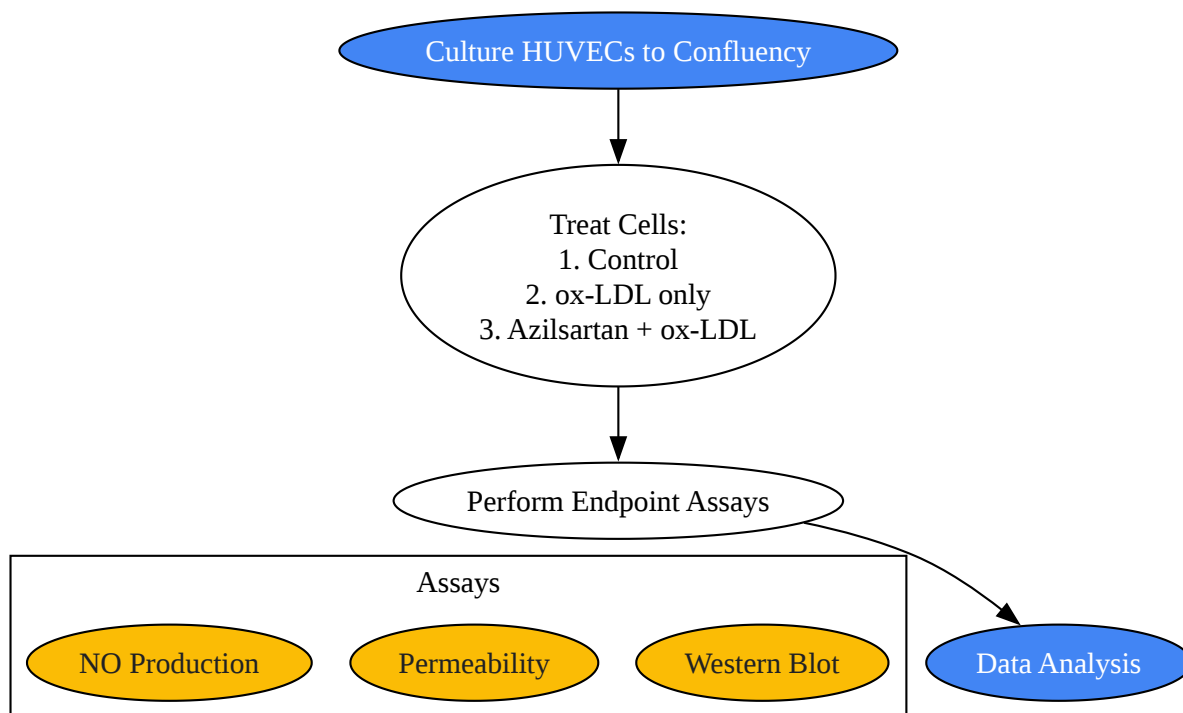 Culture HUVECs to Confluency
Treat Cells:
1. Control
2. ox-LDL only
3. Azilsartan + ox-LDL
Perform Endpoint Assays
Assays
NO Production
Permeability
Western Blot
Data Analysis